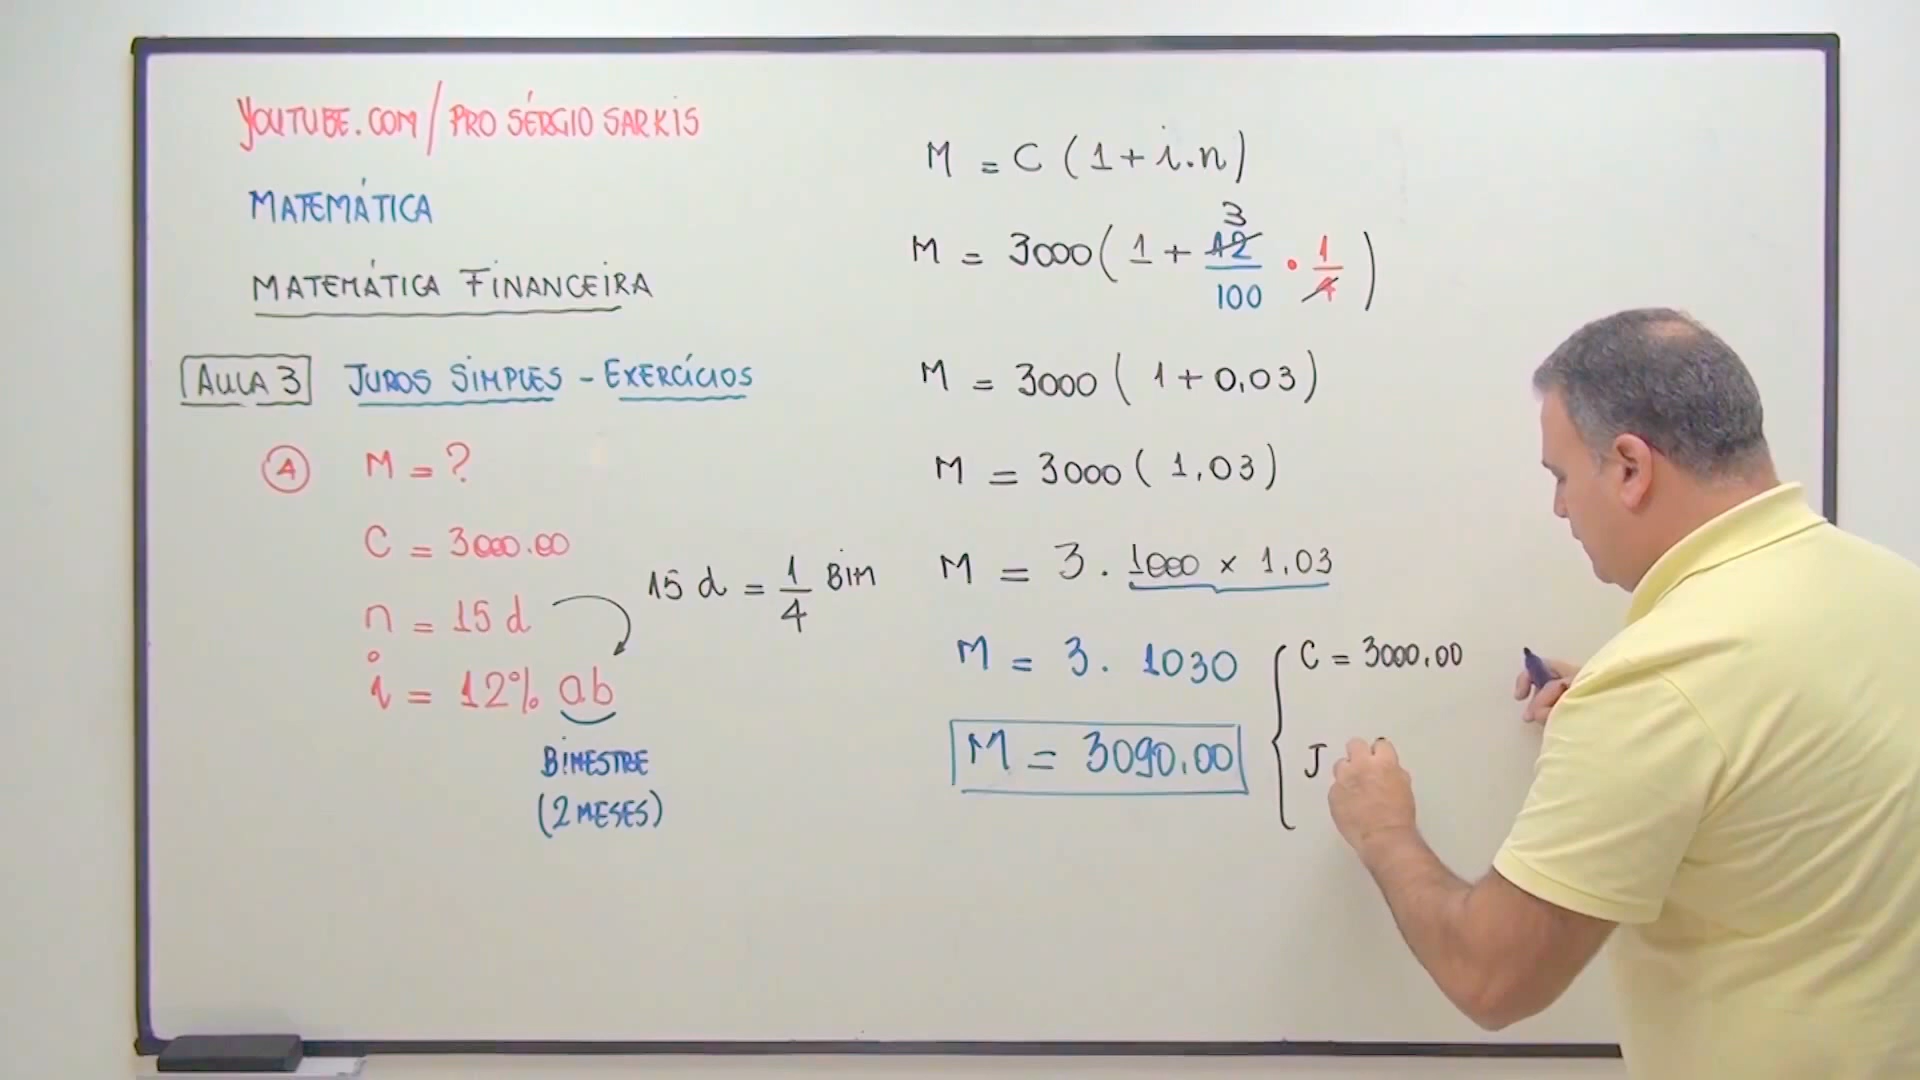 YOUTUBE.COM/PRO SÉRGIO SARKIS
MATEMÁTICA
MATEMÁTICA FINANCEIRA
AULA 3 JUROS SIMPLES - EXERCÍCIOS
4 M = ?
C = 3000.00
n = 15 d
i = 12% ab
BIMESTRE
(2 MESES)
15 d = 1/4 BIM
M = C (1 + i.n)
M = 3000 ( 1 + 12/100 · 1/4 )
3
M = 3000 ( 1 + 0,03 )
M = 3000 ( 1,03 )
M = 3 . 1000 × 1,03
M = 3 . 1030
M = 3090,00
C = 3000,00
J